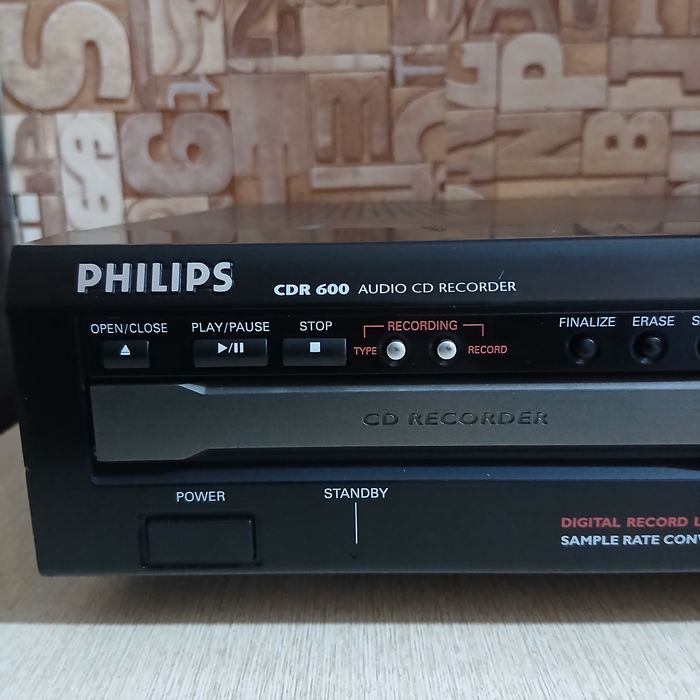 PHILIPS
CDR 600 AUDIO CD RECORDER
OPEN/CLOSE PLAY/PAUSE STOP RECORDING FINALIZE ERASE
TYPE RECORD
CD RECORDER
POWER STANDBY
DIGITAL RECORD
SAMPLE RATE